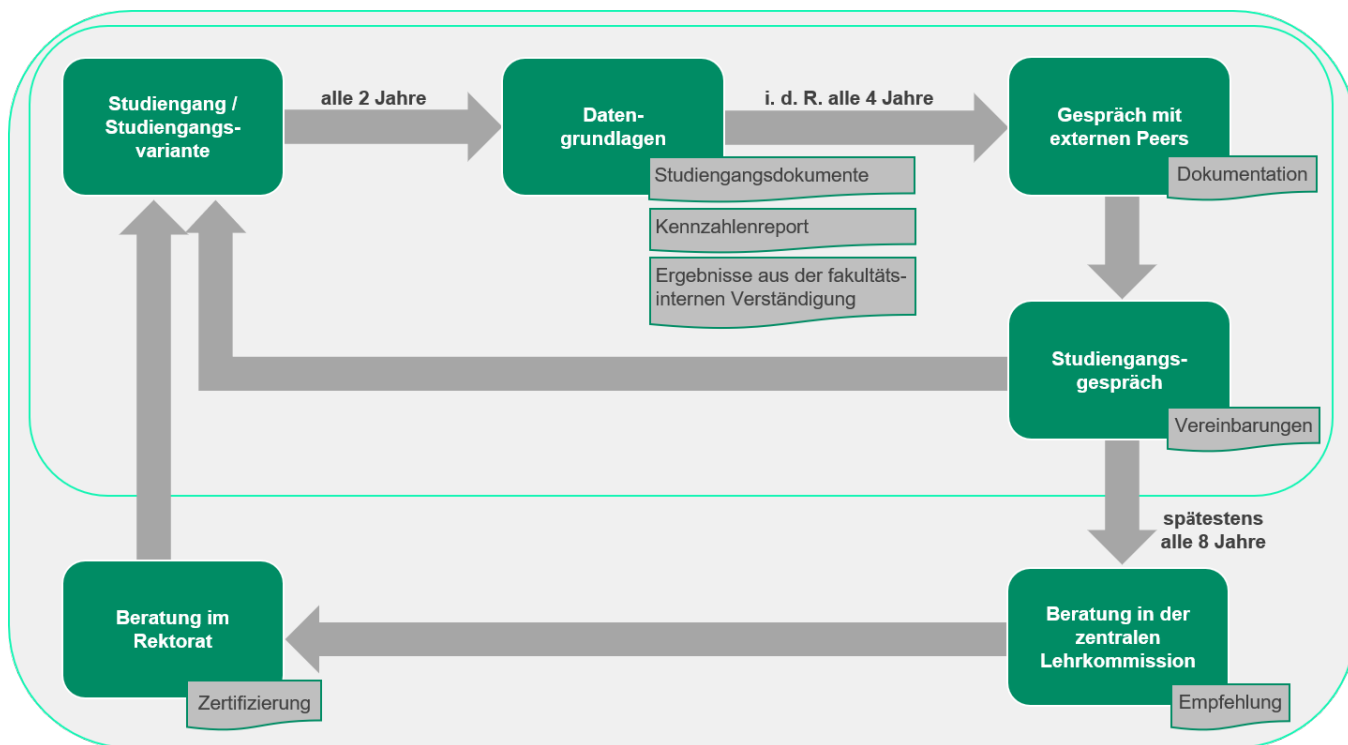 Studiengang /
Studiengangs-
variante
alle 2 Jahre
Daten-
grundlagen
i. d. R. alle 4 Jahre
Gespräch mit
externen Peers
Studiengangsdokumente
Dokumentation
Kennzahlenreport
Ergebnisse aus der fakultäts-
internen Verständigung
Studiengangs-
gespräch
Vereinbarungen
spätestens
alle 8 Jahre
Beratung im
Rektorat
Beratung in der
zentralen
Lehrkommission
Zertifizierung
Empfehlung